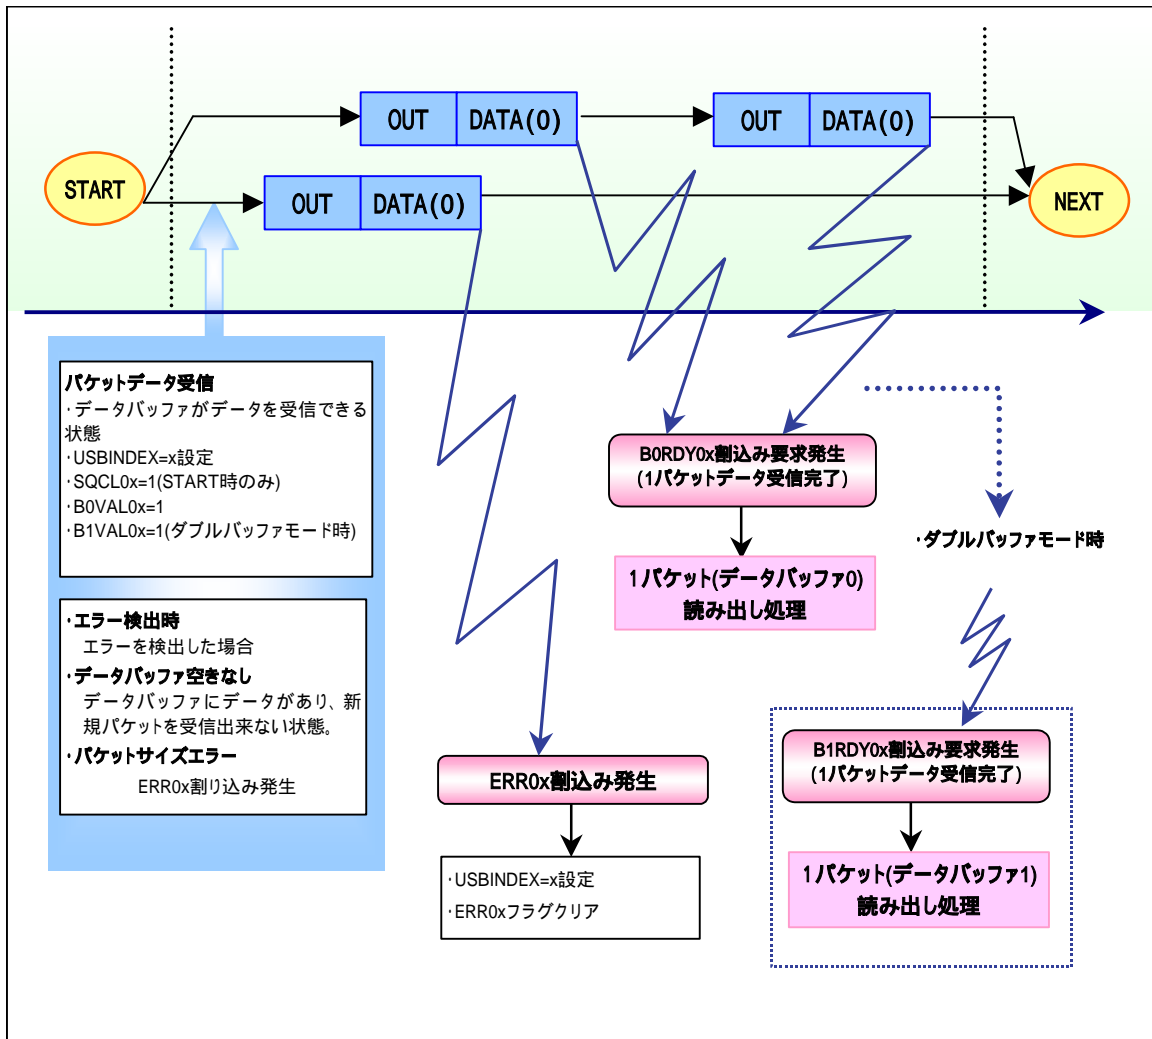 OUT DATA(0)
OUT DATA(0)
START
OUT DATA(0)
NEXT
パケットデータ受信
・データバッファがデータを受信できる
状態
・USBINDEX=x設定
・SQCL0x=1(START時のみ)
・B0VAL0x=1
・B1VAL0x=1(ダブルバッファモード時)
・エラー検出時
エラーを検出した場合
・データバッファ空きなし
データバッファにデータがあり、新
規パケットを受信出来ない状態。
・パケットサイズエラー
ERR0x割り込み発生
B0RDY0x割込み要求発生
(1パケットデータ受信完了)
1パケット(データバッファ0)
読み出し処理
・ダブルバッファモード時
B1RDY0x割込み要求発生
(1パケットデータ受信完了)
1パケット(データバッファ1)
読み出し処理
ERR0x割込み発生
・USBINDEX=x設定
・ERR0xフラグクリア